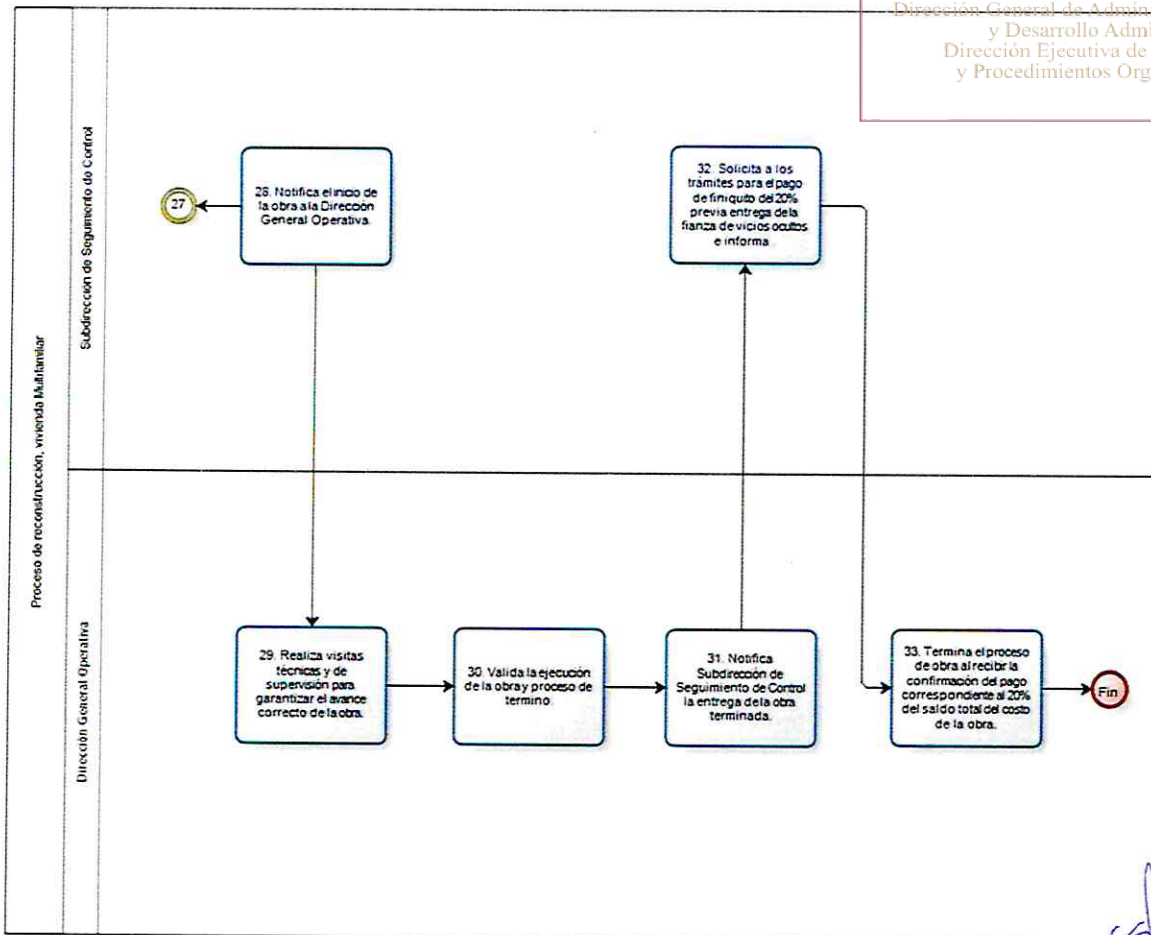 Dirección General de Admin
y Desarrollo Admi
Dirección Ejecutiva de
y Procedimientos Org
Proceso de reconstrucción, vivienda Multifamiliar
Subdirección de Seguimiento de Control
27
28. Notifica el inicio de
la obra a la Dirección
General Operativa.
32. Solicita a los
trámites para el pago
de finiquito del 20%
previa entrega de la
fianza de vicios ocultos
e informa.
Dirección General Operativa
29. Realiza visitas
técnicas y de
supervisión para
garantizar el avance
correcto de la obra.
30. Valida la ejecución
de la obra y proceso de
termino.
31. Notifica
Subdirección de
Seguimiento de Control
la entrega de la obra
terminada.
33. Termina el proceso
de obra al recibir la
confirmación del pago
correspondiente al 20%
del saldo total del costo
de la obra.
Fin